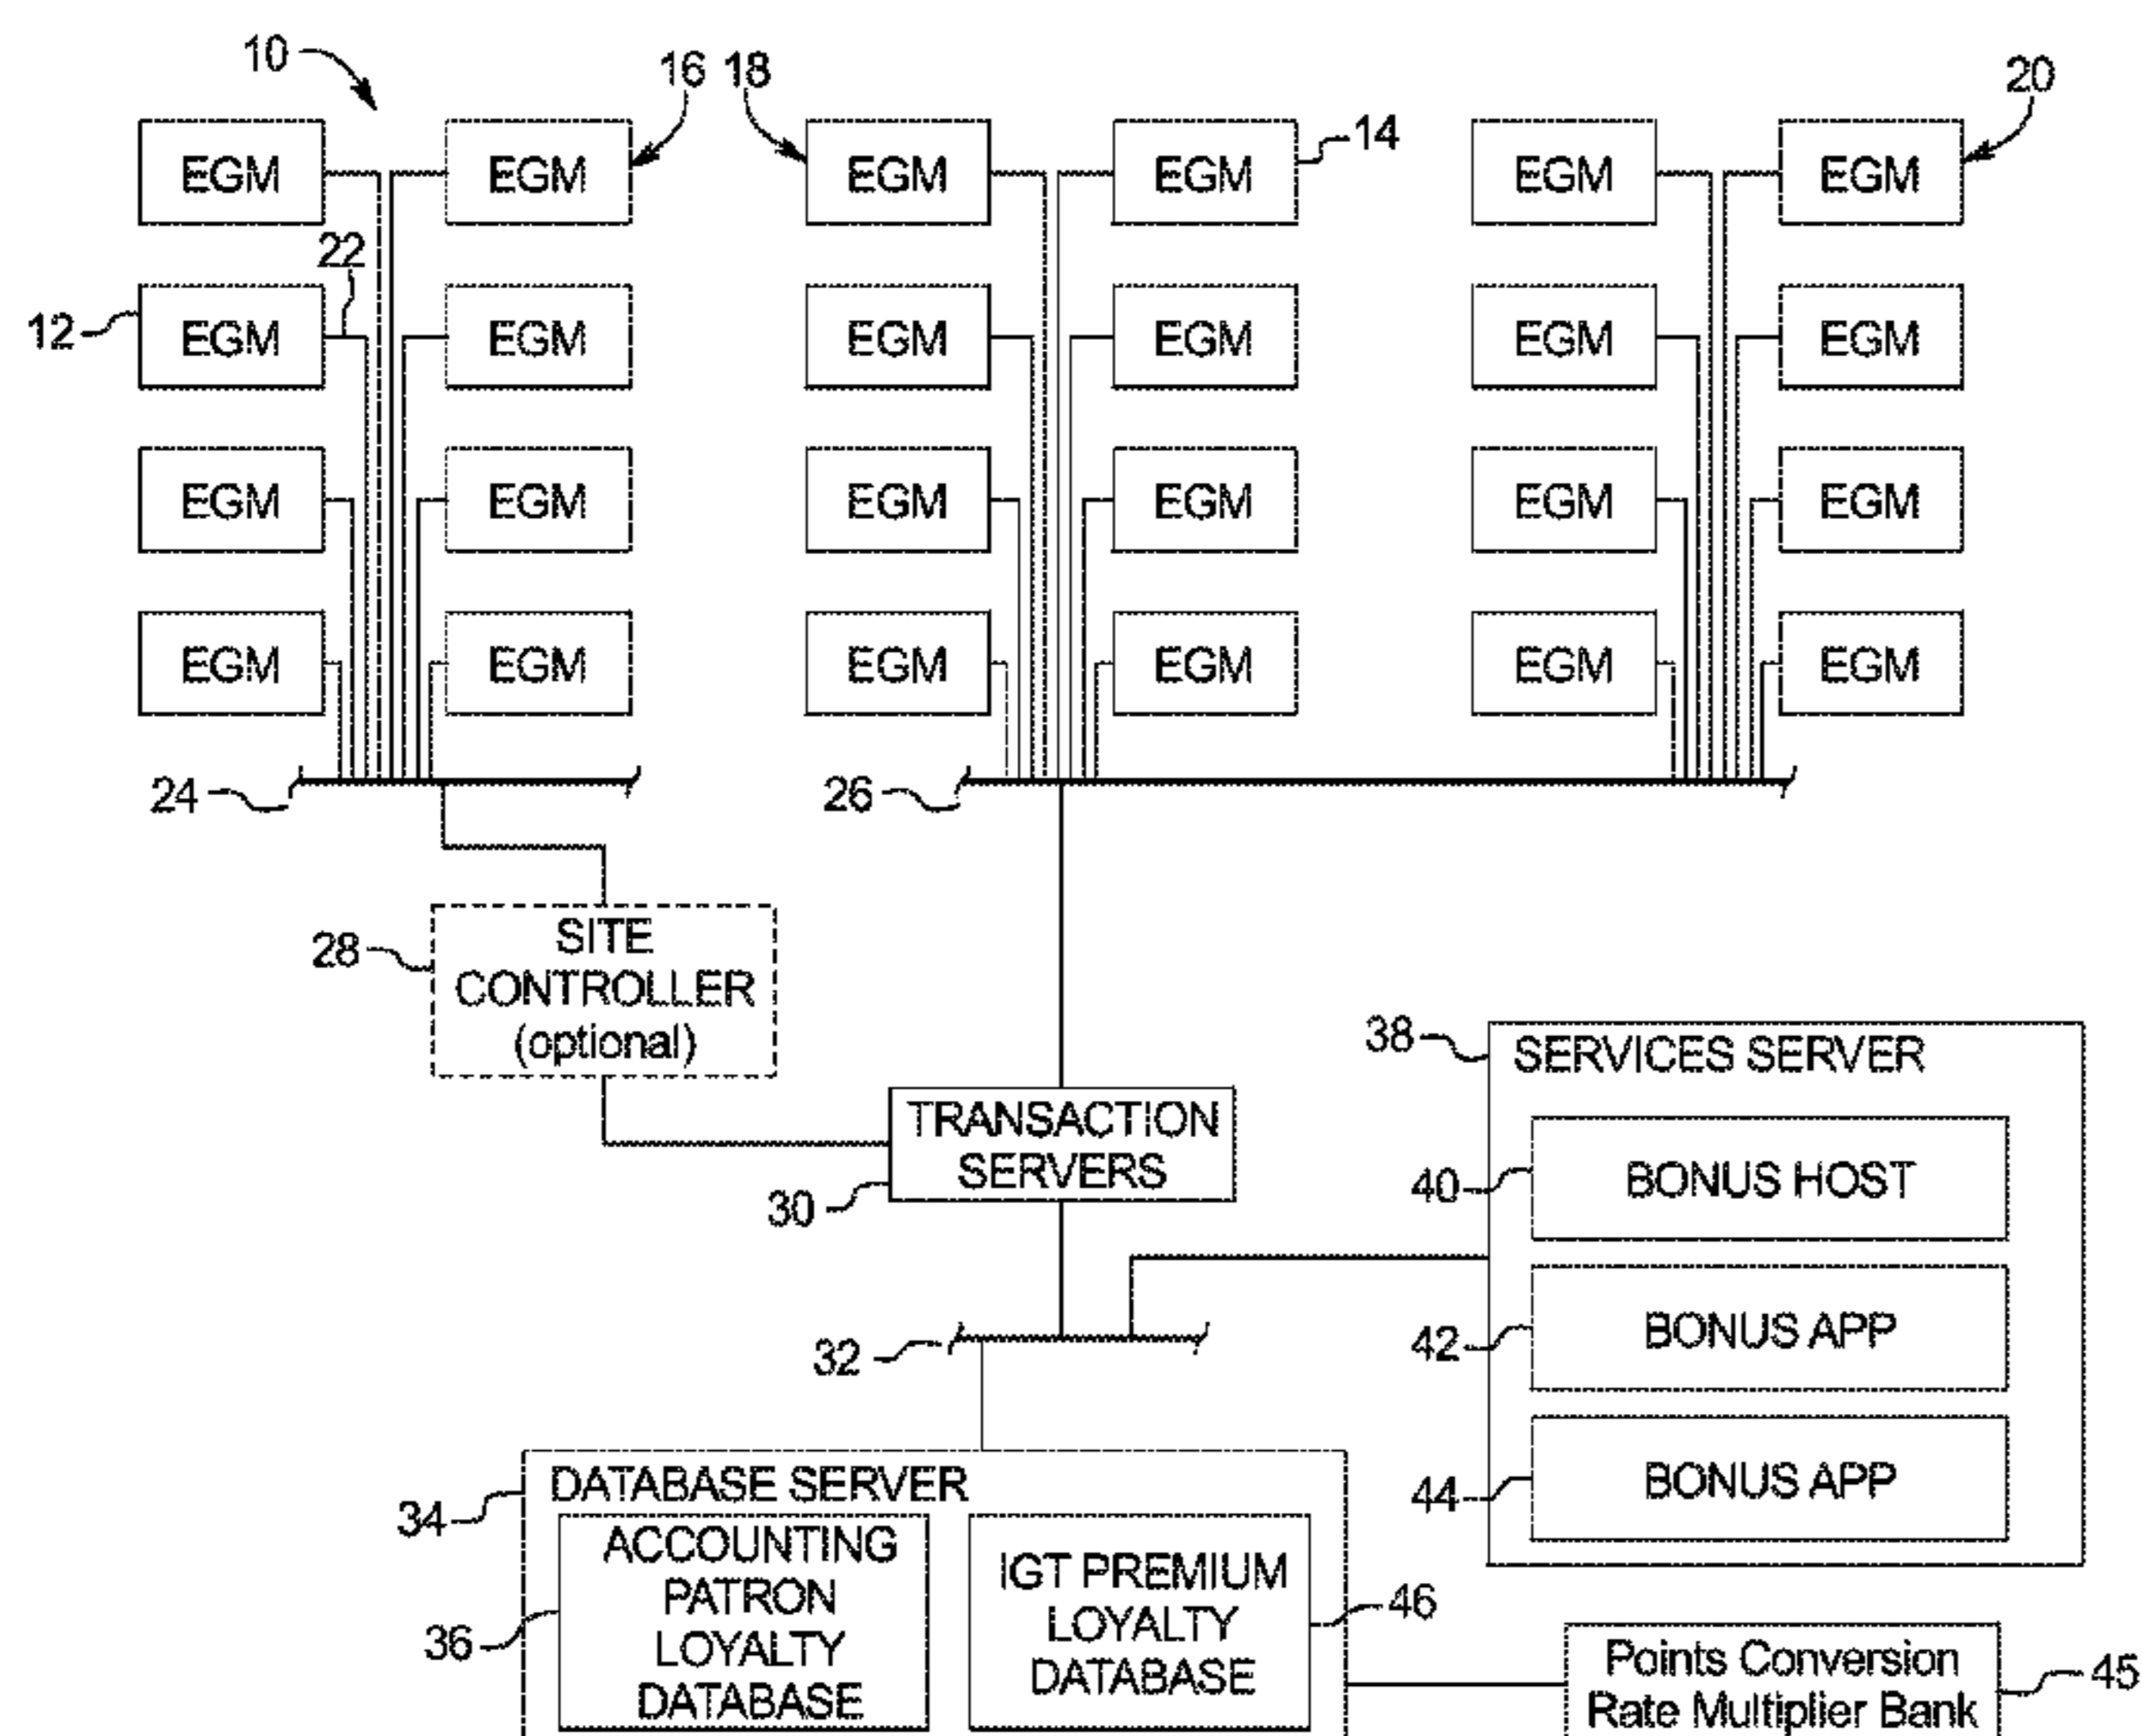 10
16 18
20
EGM EGM EGM EGM 14 EGM EGM
22
12 EGM EGM EGM EGM EGM EGM
EGM EGM EGM EGM EGM EGM
EGM EGM EGM EGM EGM EGM
24
26
28
SITE
CONTROLLER
(optional)
30
TRANSACTION
SERVERS
38
SERVICES SERVER
40
BONUS HOST
42
BONUS APP
44
BONUS APP
32
34
DATABASE SERVER
36
ACCOUNTING
PATRON
LOYALTY
DATABASE
IGT PREMIUM
LOYALTY
DATABASE
46
Points Conversion
Rate Multiplier Bank
45